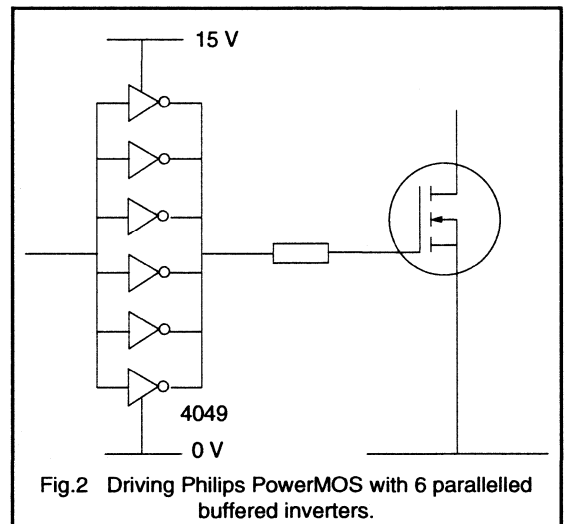 15 V
4049
0 V
Fig.2 Driving Philips PowerMOS with 6 parallelled
buffered inverters.